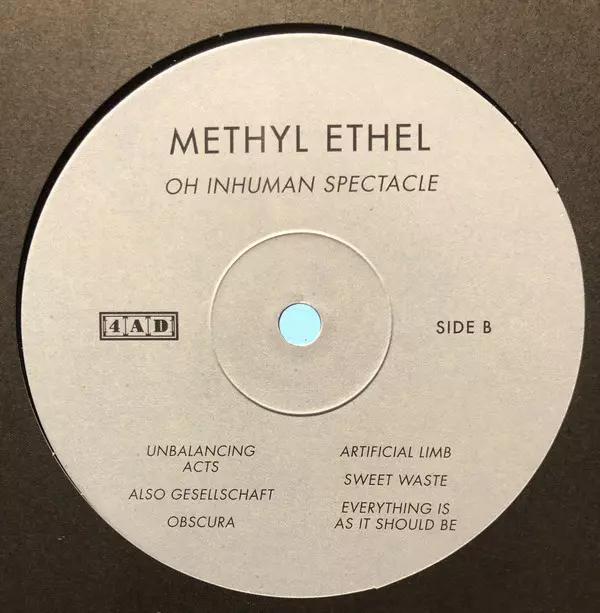 METHYL ETHEL
OH INHUMAN SPECTACLE
4AD
SIDE B
UNBALANCING
ACTS
ALSO GESELLSCHAFT
OBSCURA
ARTIFICIAL LIMB
SWEET WASTE
EVERYTHING IS
AS IT SHOULD BE